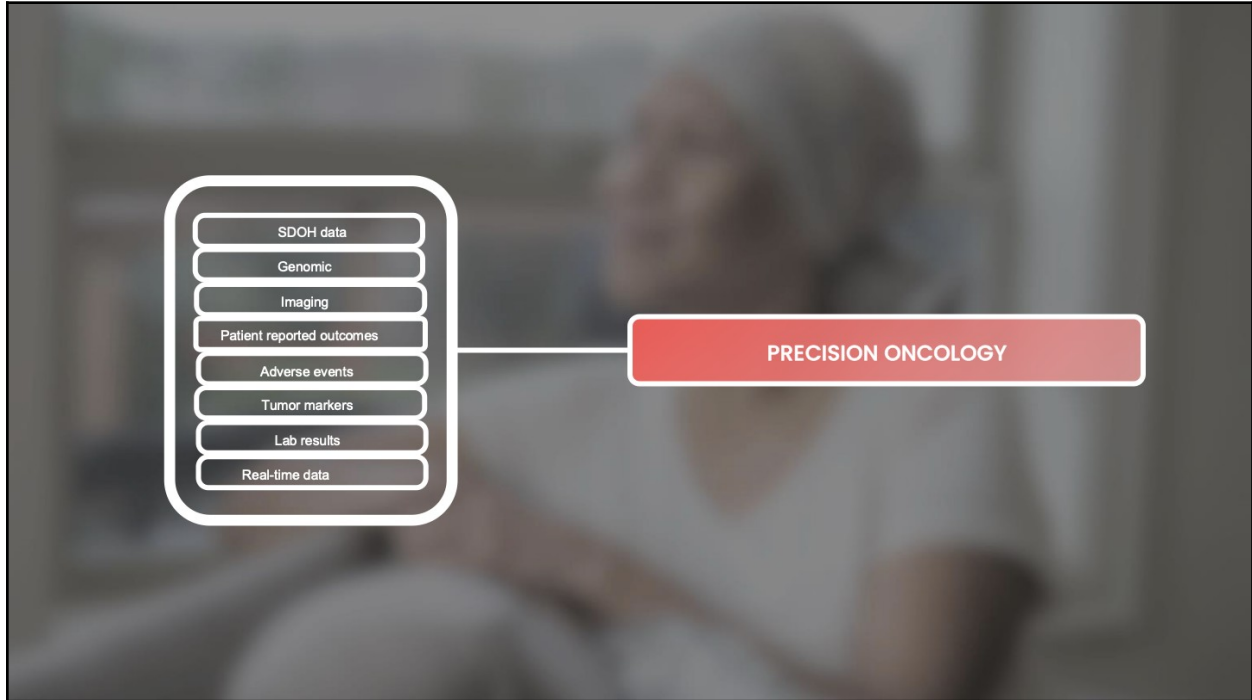 SDOH data
Genomic
Imaging
Patient reported outcomes
Adverse events
Tumor markers
Lab results
Real-time data
PRECISION ONCOLOGY